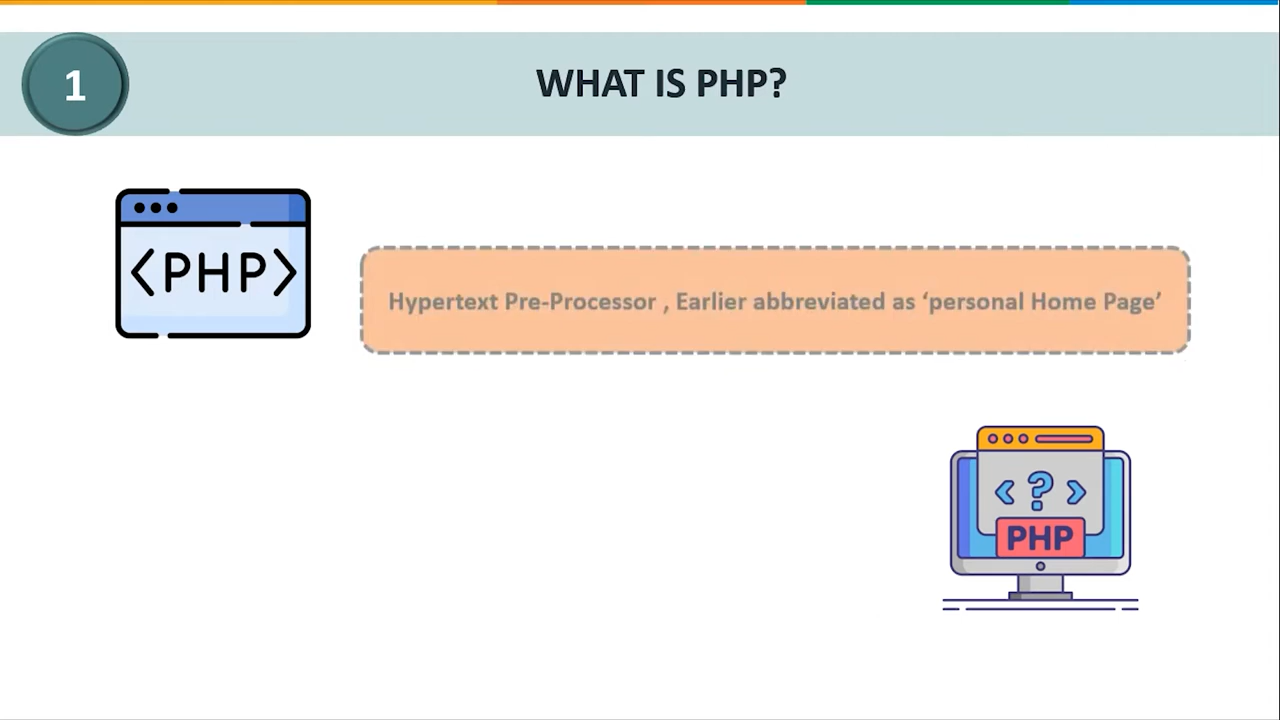 1
WHAT IS PHP?
<PHP>
Hypertext Pre-Processor , Earlier abbreviated as ‘personal Home Page’
< ? >
PHP